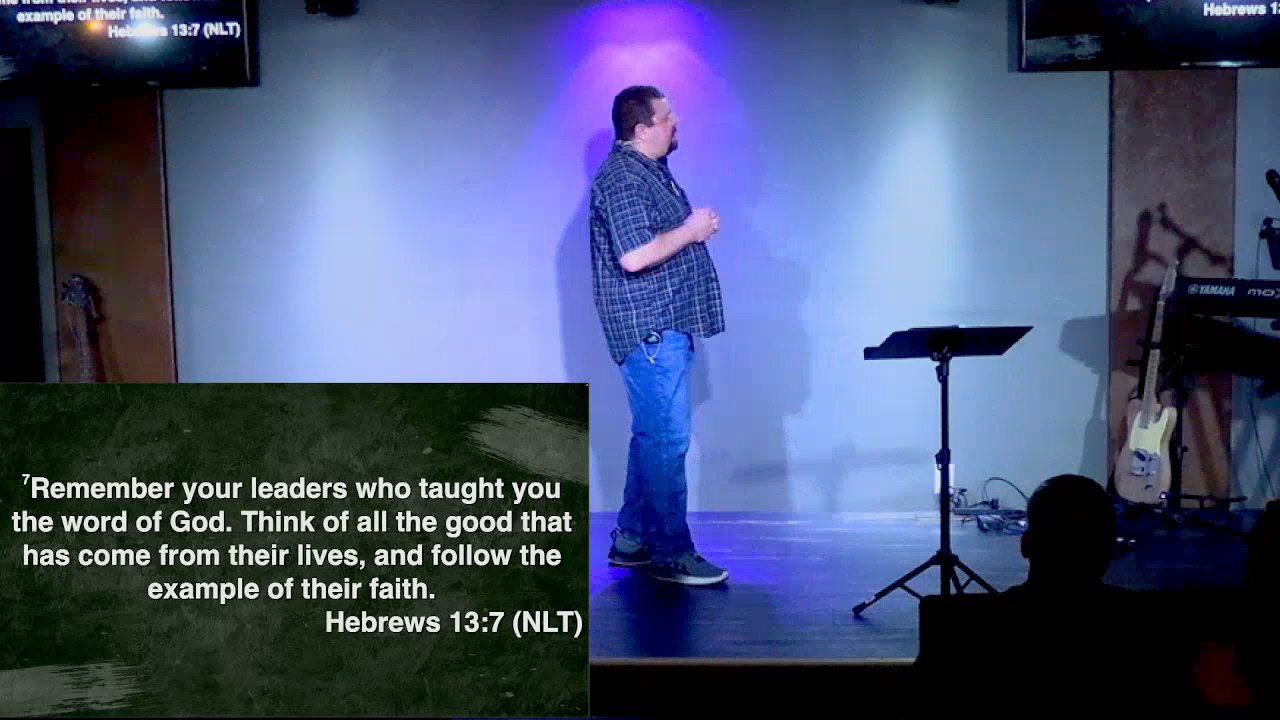 example of their faith.
Hebrews 13:7 (NLT)
Hebrews
YAMAHA
7Remember your leaders who taught you
the word of God. Think of all the good that
has come from their lives, and follow the
example of their faith.
Hebrews 13:7 (NLT)